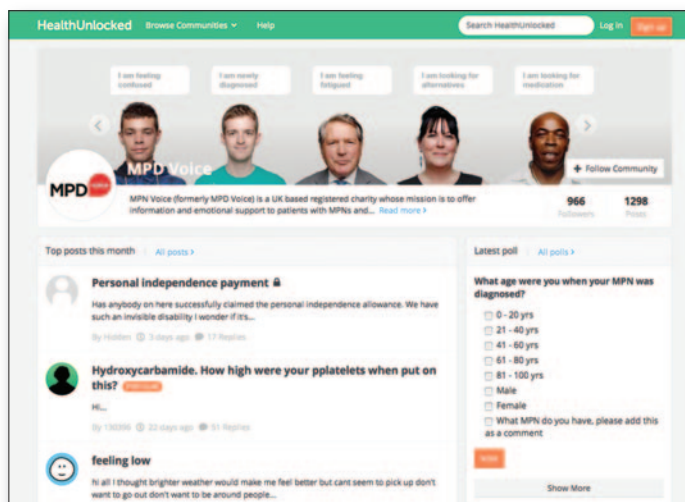 HealthUnlocked Browse Communities Help Search HealthUnlocked Log in Sign up
I am feeling confused
I am newly diagnosed
I am feeling fatigued
I am looking for alternatives
I am looking for medication
MPD Voice
+ Follow Community
MPD voice
MPN Voice (formerly MPD Voice) is a UK based registered charity whose mission is to offer
information and emotional support to patients with MPNs and... Read more >
966
Followers
1298
Posts
Top posts this month All posts >
Personal independence payment
Has anybody on here successfully claimed the personal independence allowance. We have
such an invisible disability I wonder if it's...
By Hidden 3 days ago 17 Replies
Hydroxycarbamide. How high were your pplatelets when put on
this?
Hi...
By 130396 22 days ago 51 Replies
feeling low
hi all I thought brighter weather would make me feel better but cant seem to pick up don't
want to go out don't want to be around people...
Latest poll All polls >
What age were you when your MPN was
diagnosed?
0 - 20 yrs
21 - 40 yrs
41 - 60 yrs
61 - 80 yrs
81 - 100 yrs
Male
Female
What MPN do you have, please add this
as a comment
Show More